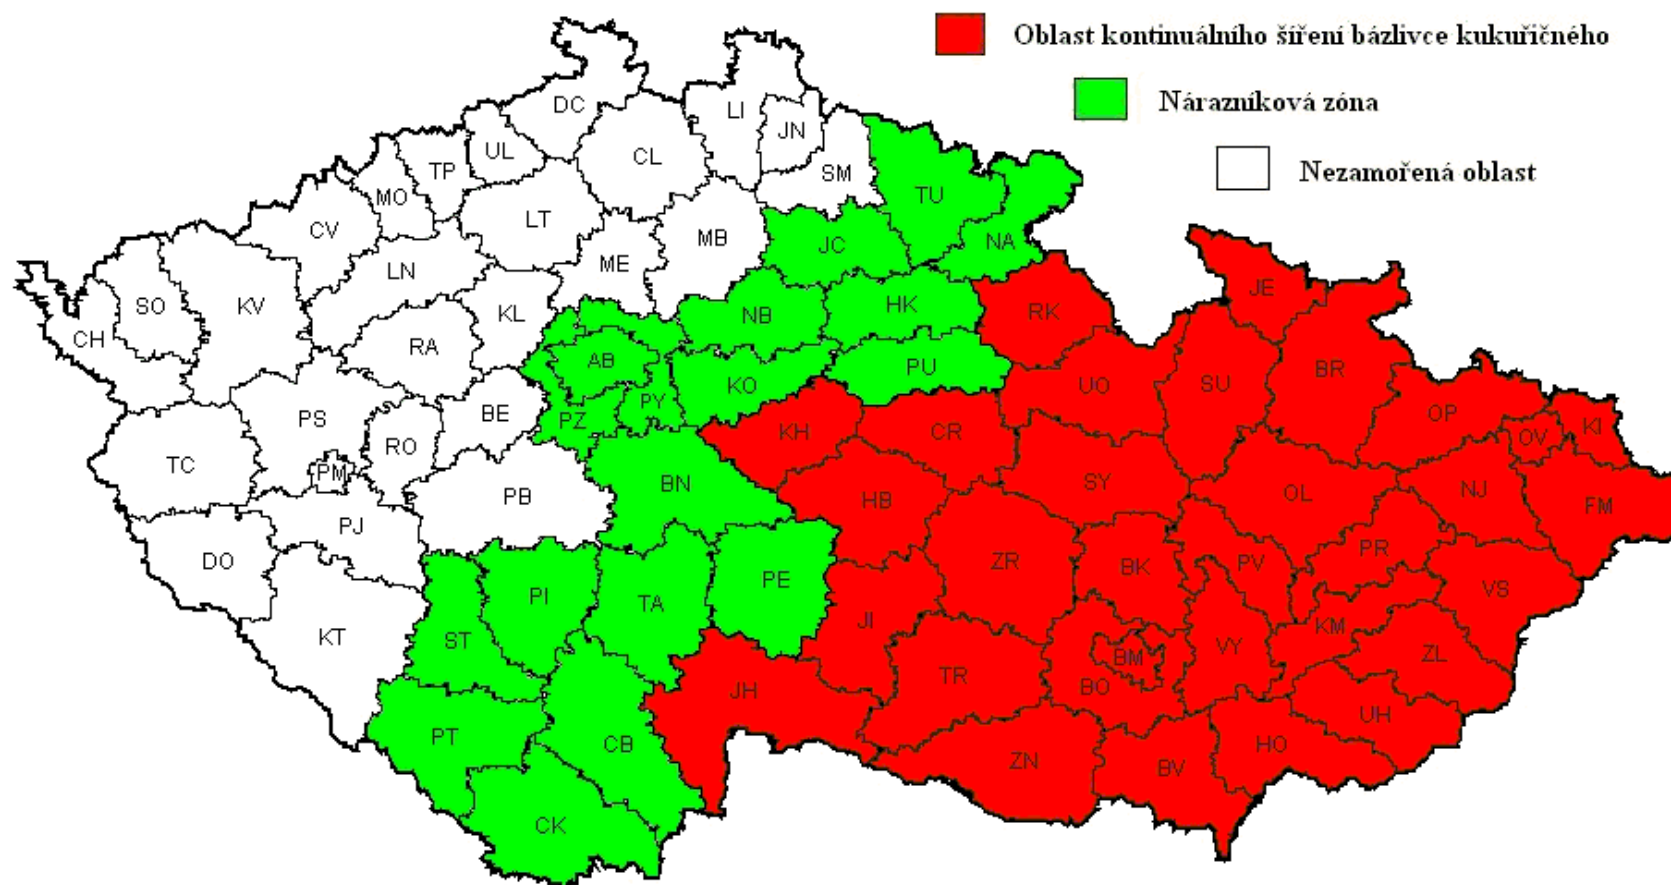 Oblast kontinuálního šíření bázlivce kukuřičného
Nárazníková zóna
Nezamořená oblast
DC
LI
JN
UL
CL
TP
SM
MO
TU
LT
CV
MB
JC
NA
ME
LN
SO
KV
KL
NB
HK
RK
JE
CH
RA
AB
KO
PU
UO
SU
BR
PS
BE
PZ
PY
OP
OV
KI
TC
PM
RO
KH
CR
PB
BN
HB
SY
OL
NJ
FM
PJ
DO
PI
TA
PE
ZR
BK
PV
PR
VS
KT
ST
JI
KM
BM
VY
ZL
JH
TR
BO
UH
PT
CB
ZN
BV
HO
CK